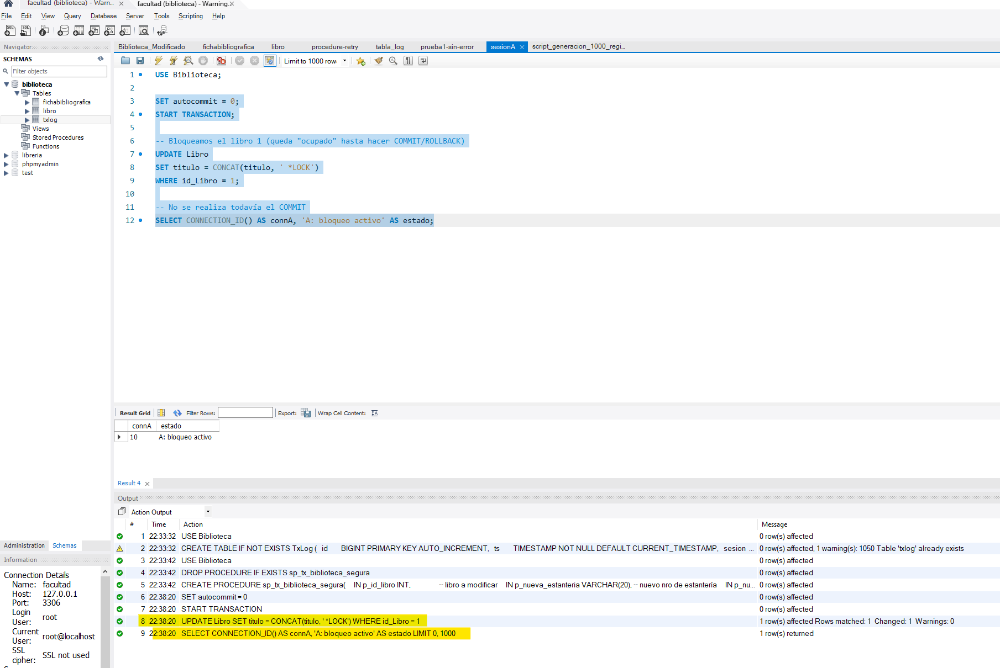 facultad (biblioteca) - Warn... ×
facultad (biblioteca) - Warning.×
File Edit View Query Database Server Tools Scripting Help
Navigator
SCHEMAS
Filter objects
biblioteca
Tables
fichabibliografica
libro
txlog
Views
Stored Procedures
Functions
libreria
phpmyadmin
test
Biblioteca_Modificado fichabibliografica libro procedure-retry tabla_log prueba1-sin-error sesionA × script_generacion_1000_regi...
Limit to 1000 row
1 USE Biblioteca;
2
3 SET autocommit = 0;
4 START TRANSACTION;
5
6 -- Bloqueamos el libro 1 (queda "ocupado" hasta hacer COMMIT/ROLLBACK)
7 UPDATE Libro
8 SET titulo = CONCAT(titulo, ' *LOCK')
9 WHERE id_Libro = 1;
10
11 -- No se realiza todavía el COMMIT
12 SELECT CONNECTION_ID() AS connA, 'A: bloqueo activo' AS estado;
Result Grid Filter Rows: Export: Wrap Cell Content:
connA estado
10 A: bloqueo activo
Result 4 ×
Output
Action Output
# Time Action Message
1 22:33:32 USE Biblioteca 0 row(s) affected
2 22:33:32 CREATE TABLE IF NOT EXISTS TxLog ( id BIGINT PRIMARY KEY AUTO_INCREMENT, ts TIMESTAMP NOT NULL DEFAULT CURRENT_TIMESTAMP, sesion ... 0 row(s) affected, 1 warning(s): 1050 Table 'txlog' already exists
3 22:33:42 USE Biblioteca 0 row(s) affected
4 22:33:42 DROP PROCEDURE IF EXISTS sp_tx_biblioteca_segura 0 row(s) affected
5 22:33:42 CREATE PROCEDURE sp_tx_biblioteca_segura( IN p_id_libro INT, -- libro a modificar IN p_nueva_estanteria VARCHAR(20), -- nuevo nro de estantería IN p_nu... 0 row(s) affected
6 22:38:20 SET autocommit = 0 0 row(s) affected
7 22:38:20 START TRANSACTION 0 row(s) affected
8 22:38:20 UPDATE Libro SET titulo = CONCAT(titulo, ' *LOCK') WHERE id_Libro = 1 1 row(s) affected Rows matched: 1 Changed: 1 Warnings: 0
9 22:38:20 SELECT CONNECTION_ID() AS connA, 'A: bloqueo activo' AS estado LIMIT 0, 1000 1 row(s) returned
Administration Schemas
Information
Connection Details
Name: facultad
Host: 127.0.0.1
Port: 3306
Login User: root
Current User: root@localhost
SSL cipher: SSL not used